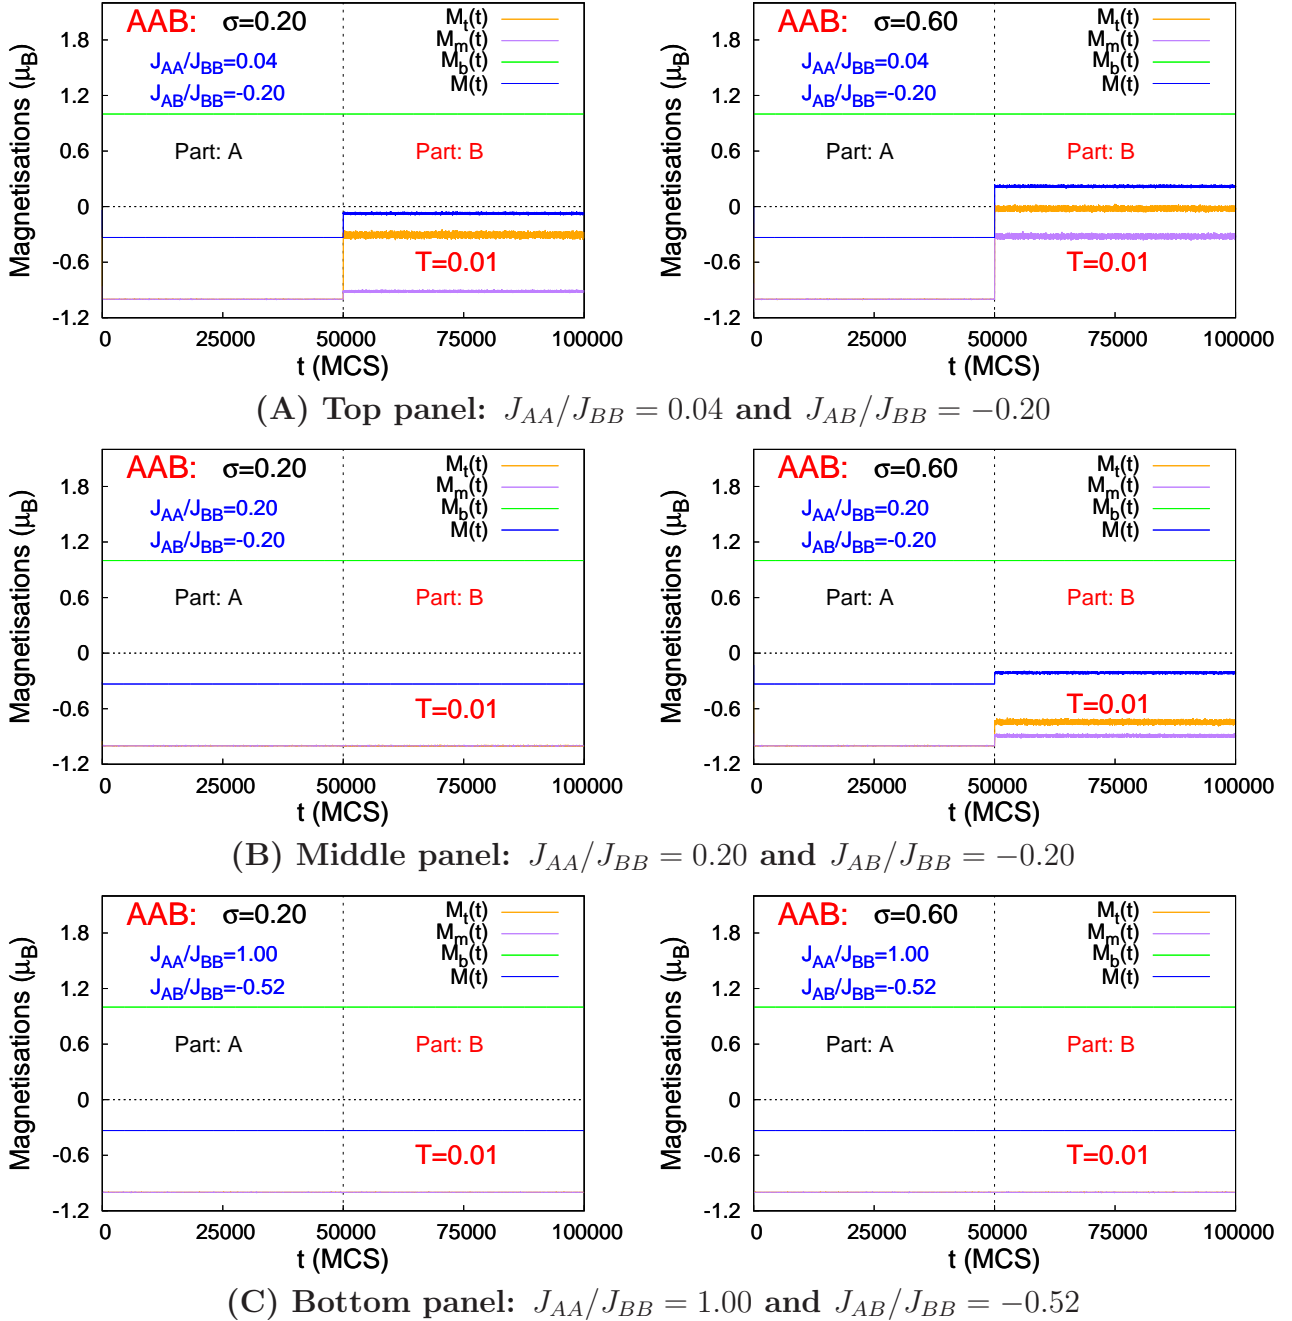 AAB: σ=0.20
J_AA/J_BB=0.04
J_AB/J_BB=-0.20
M_t(t)
M_m(t)
M_b(t)
M(t)
Part: A
Part: B
T=0.01
Magnetisations (μ_B)
1.8
1.2
0.6
0
-0.6
-1.2
0 25000 50000 75000 100000
t (MCS)
AAB: σ=0.60
J_AA/J_BB=0.04
J_AB/J_BB=-0.20
M_t(t)
M_m(t)
M_b(t)
M(t)
Part: A
Part: B
T=0.01
Magnetisations (μ_B)
1.8
1.2
0.6
0
-0.6
-1.2
0 25000 50000 75000 100000
t (MCS)
(A) Top panel: J_AA/J_BB = 0.04 and J_AB/J_BB = −0.20
AAB: σ=0.20
J_AA/J_BB=0.20
J_AB/J_BB=-0.20
M_t(t)
M_m(t)
M_b(t)
M(t)
Part: A
Part: B
T=0.01
Magnetisations (μ_B)
1.8
1.2
0.6
0
-0.6
-1.2
0 25000 50000 75000 100000
t (MCS)
AAB: σ=0.60
J_AA/J_BB=0.20
J_AB/J_BB=-0.20
M_t(t)
M_m(t)
M_b(t)
M(t)
Part: A
Part: B
T=0.01
Magnetisations (μ_B)
1.8
1.2
0.6
0
-0.6
-1.2
0 25000 50000 75000 100000
t (MCS)
(B) Middle panel: J_AA/J_BB = 0.20 and J_AB/J_BB = −0.20
AAB: σ=0.20
J_AA/J_BB=1.00
J_AB/J_BB=-0.52
M_t(t)
M_m(t)
M_b(t)
M(t)
Part: A
Part: B
T=0.01
Magnetisations (μ_B)
1.8
1.2
0.6
0
-0.6
-1.2
0 25000 50000 75000 100000
t (MCS)
AAB: σ=0.60
J_AA/J_BB=1.00
J_AB/J_BB=-0.52
M_t(t)
M_m(t)
M_b(t)
M(t)
Part: A
Part: B
T=0.01
Magnetisations (μ_B)
1.8
1.2
0.6
0
-0.6
-1.2
0 25000 50000 75000 100000
t (MCS)
(C) Bottom panel: J_AA/J_BB = 1.00 and J_AB/J_BB = −0.52